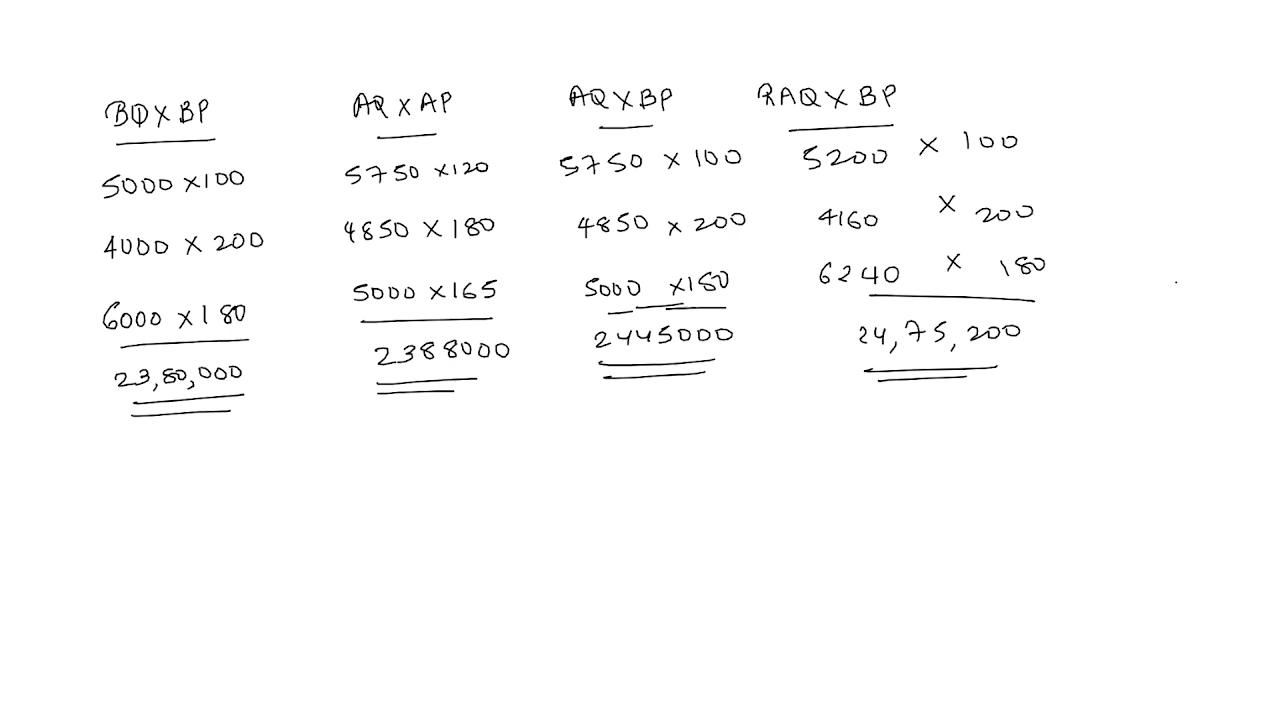 BQ X BP AQ X AP AQ X BP RAQ X BP
5000 X 100 5750 X 120 5750 X 100 5200 X 100
4000 X 200 4850 X 180 4850 X 200 4160 X 200
6000 X 180 5000 X 165 5000 X 180 6240 X 180
23,80,000 2388000 2445000 24,75,200